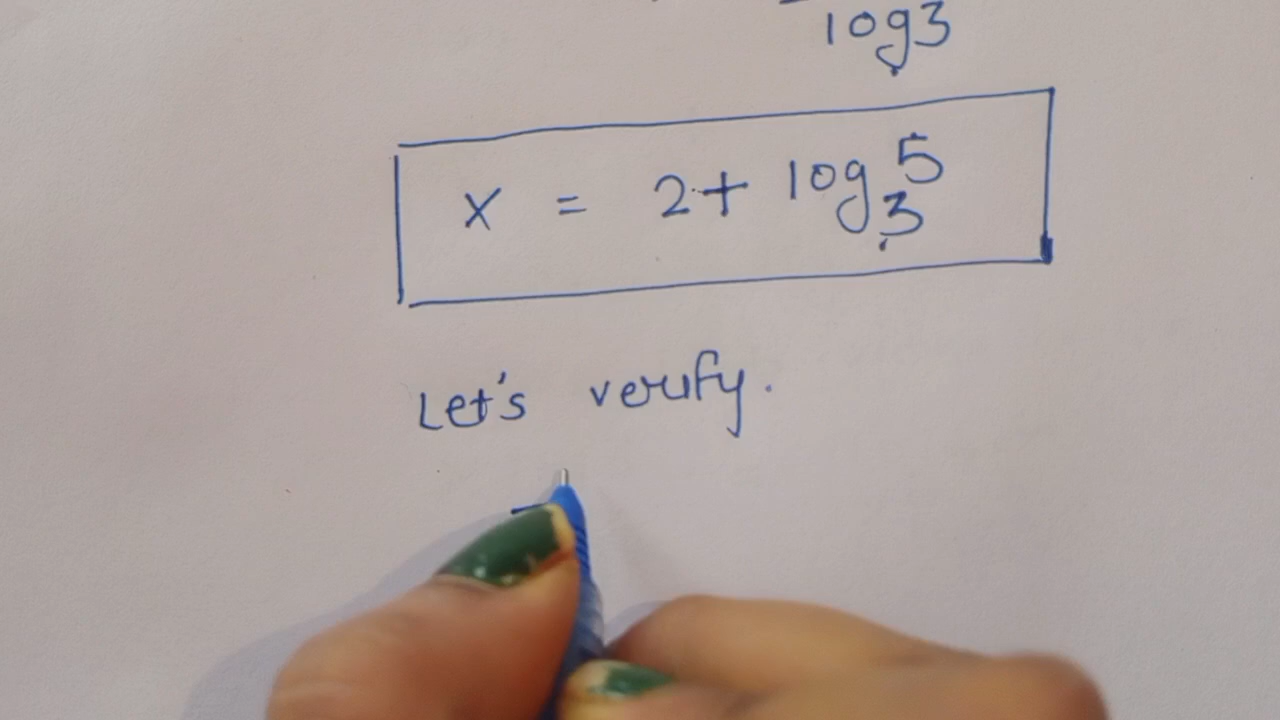 log3
x = 2+ log₃5
Let's verify.